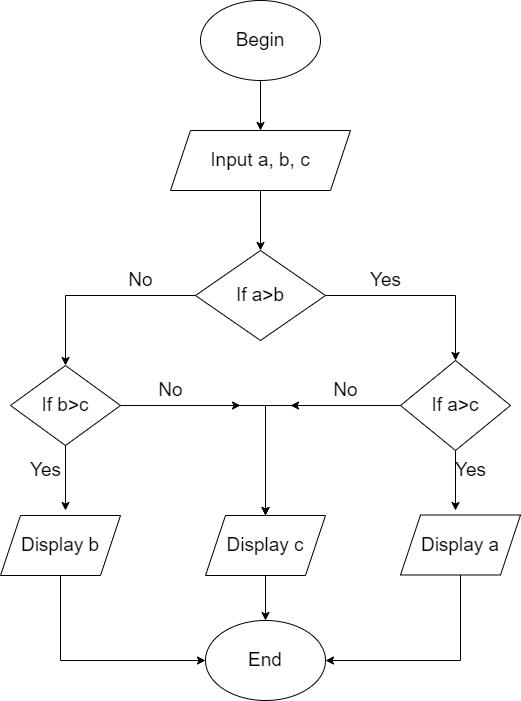 Begin
Input a, b, c
If a>b
No
Yes
If b>c
No
No
If a>c
Yes
Yes
Display b
Display c
Display a
End